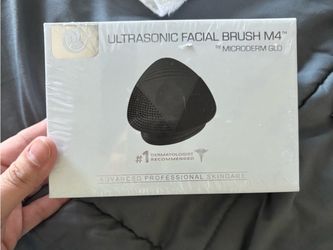 ULTRASONIC FACIAL BRUSH M4™
by MICRODERM GLO
#1 DERMATOLOGIST
RECOMMENDED
ADVANCED PROFESSIONAL SKINCARE